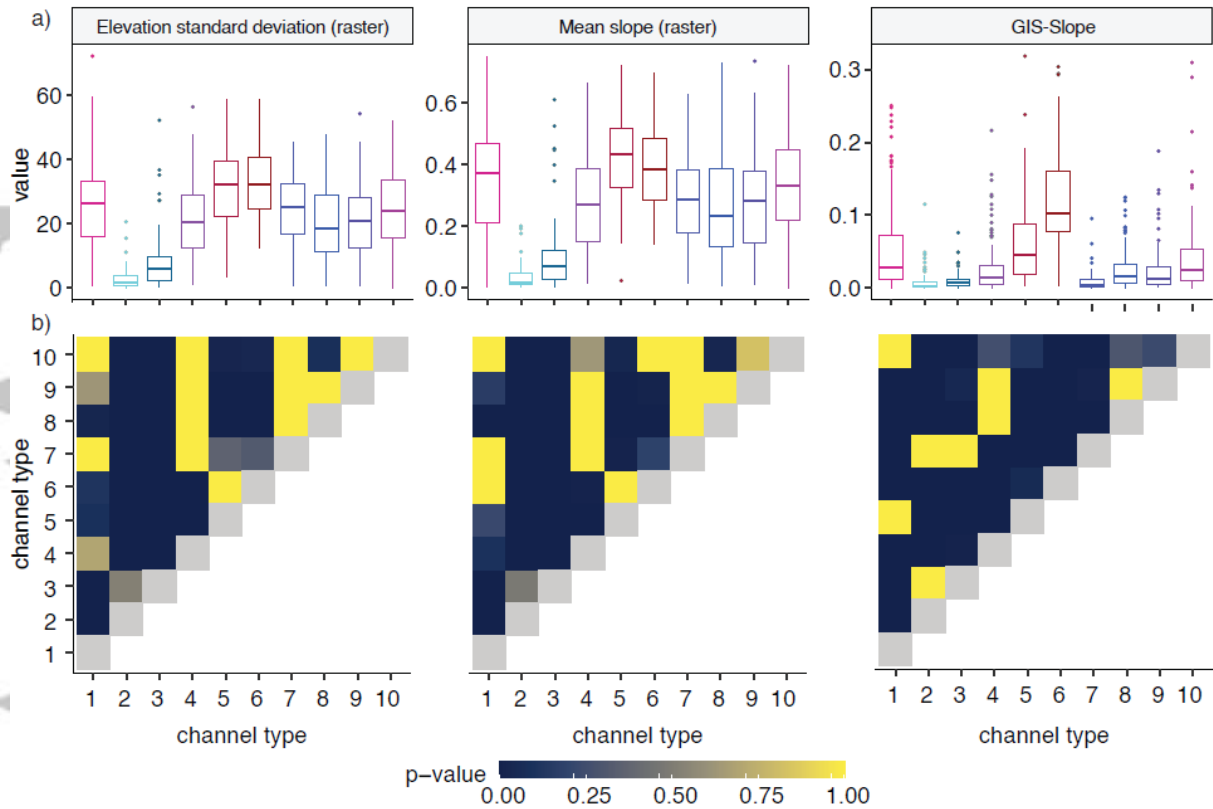 a)
Elevation standard deviation (raster)
Mean slope (raster)
GIS-Slope
value
60
40
20
0
0.6
0.4
0.2
0.0
0.3
0.2
0.1
0.0
b)
channel type
10
9
8
7
6
5
4
3
2
1
1 2 3 4 5 6 7 8 9 10
1 2 3 4 5 6 7 8 9 10
1 2 3 4 5 6 7 8 9 10
channel type
channel type
channel type
p-value
0.00 0.25 0.50 0.75 1.00